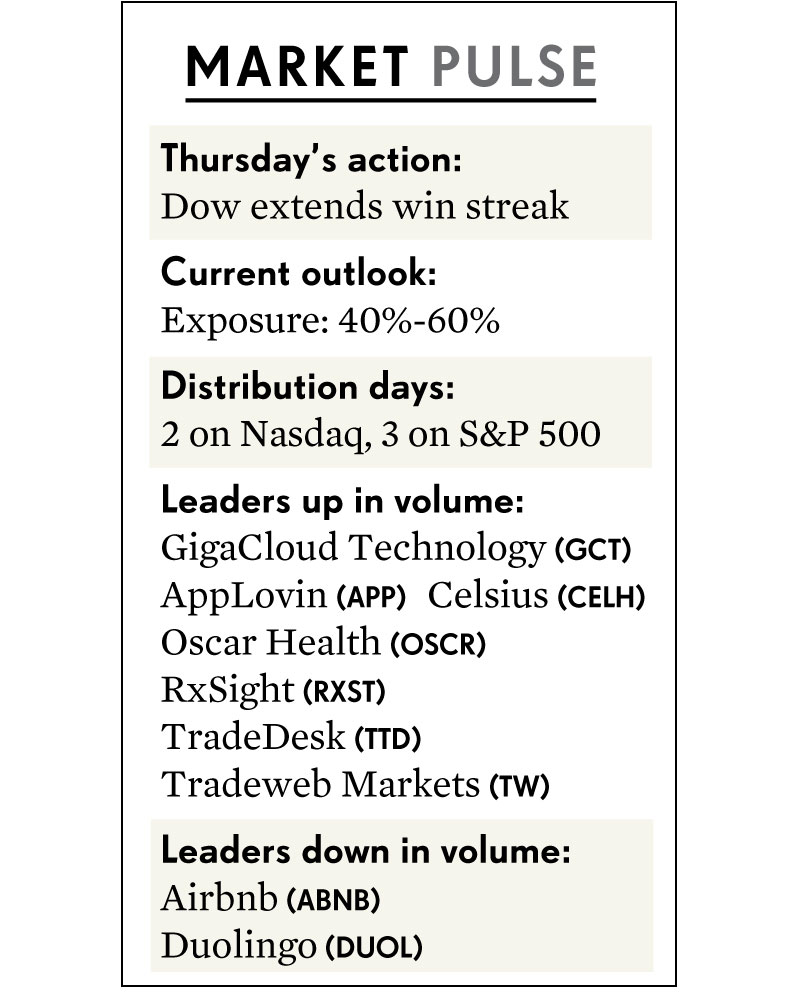 MARKET PULSE
Thursday's action:
Dow extends win streak
Current outlook:
Exposure: 40%-60%
Distribution days:
2 on Nasdaq, 3 on S&P 500
Leaders up in volume:
GigaCloud Technology (GCT)
AppLovin (APP) Celsius (CELH)
Oscar Health (OSCR)
RxSight (RXST)
TradeDesk (TTD)
Tradeweb Markets (TW)
Leaders down in volume:
Airbnb (ABNB)
Duolingo (DUOL)